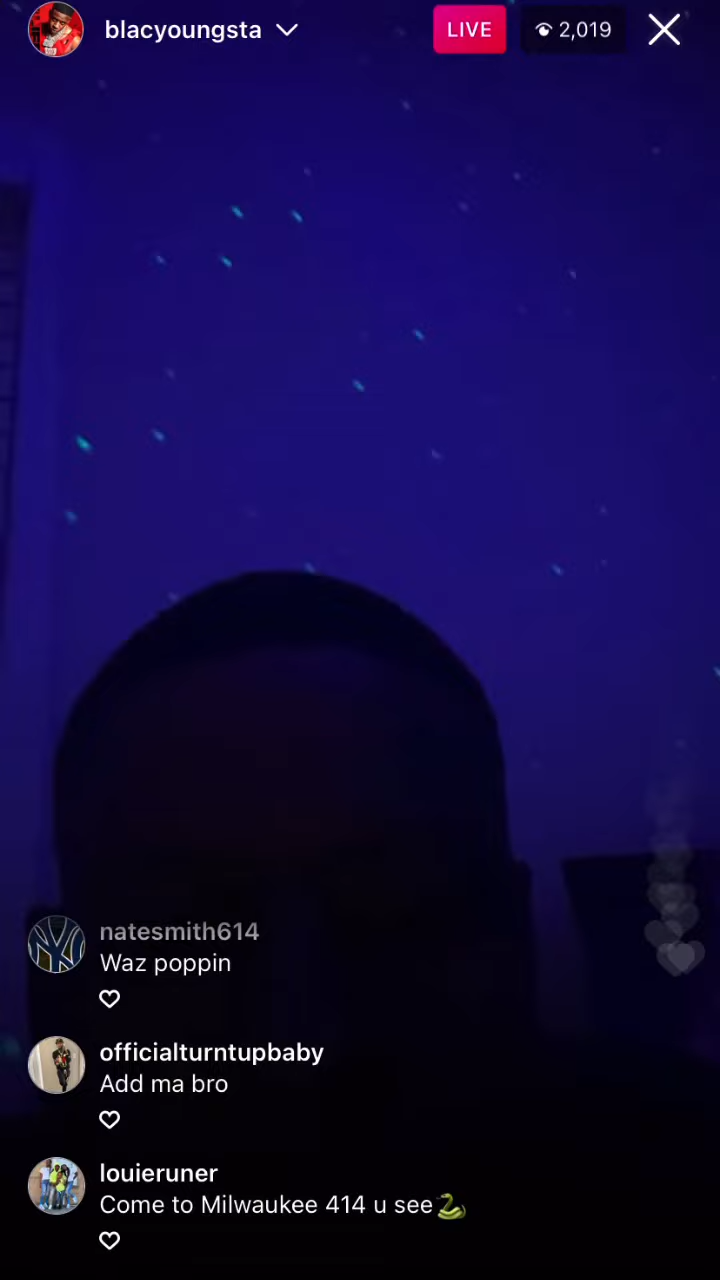 blacyoungsta
LIVE
2,019
natesmith614
Waz poppin
officialturntupbaby
Add ma bro
louieruner
Come to Milwaukee 414 u see🐍